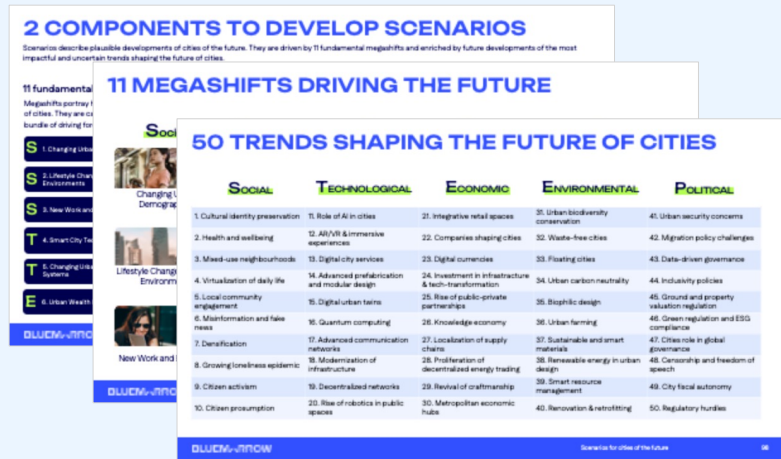 2 COMPONENTS TO DEVELOP SCENARIOS
Scenarios describe plausible developments of cities of the future. They are driven by 11 fundamental megashifts and enriched by future developments of the most
impactful and uncertain trends shaping the future of cities.
11 fundamental
Megashifts portray
of cities. They are
bundle of driving for
S 1. Changing Urba
S 2. Lifestyle Chan
Environments
S 3. New Work and
T 4. Smart City Te
T 5. Changing Urba
Systems
E 6. Urban Wealth
BLUEARROW
11 MEGASHIFTS DRIVING THE FUTURE
Soci
Changing U
Demograp
Lifestyle Change
Environm
New Work and
BLUEARROW
50 TRENDS SHAPING THE FUTURE OF CITIES
SOCIAL
TECHNOLOGICAL
ECONOMIC
ENVIRONMENTAL
POLITICAL
1. Cultural identity preservation
11. Role of AI in cities
21. Integrative retail spaces
31. Urban biodiversity
conservation
41. Urban security concerns
2. Health and wellbeing
12. AR/VR & immersive
experiences
22. Companies shaping cities
32. Waste-free cities
42. Migration policy challenges
3. Mixed-use neighbourhoods
13. Digital city services
23. Digital currencies
33. Floating cities
43. Data-driven governance
4. Virtualization of daily life
14. Advanced prefabrication
and modular design
24. Investment in infrastracture
& tech-transformation
34. Urban carbon neutrality
44. Inclusivity policies
5. Local community
engagement
15. Digital urban twins
25. Rise of public-private
partnerships
35. Biophilic design
45. Ground and property
valuation regulation
6. Misinformation and fake
news
16. Quantum computing
26. Knowledge economy
36. Urban farming
46. Green regulation and ESG
compliance
7. Densification
17. Advanced communication
networks
27. Localization of supply
chains
37. Sustainable and smart
materials
47. Cities role in global
governance
8. Growing loneliness epidemic
18. Modernization of
infrastructure
28. Proliferation of
decentralized energy trading
38. Renewable energy in urban
design
48. Censorship and freedom of
speech
9. Citizen activism
19. Decentralized networks
29. Revival of craftmanship
39. Smart resource
management
49. City fiscal autonomy
10. Citizen prosumption
20. Rise of robotics in public
spaces
30. Metropolitan economic
hubs
40. Renovation & retrofitting
50. Regulatory hurdles
BLUEARROW
Scenarios for cities of the future